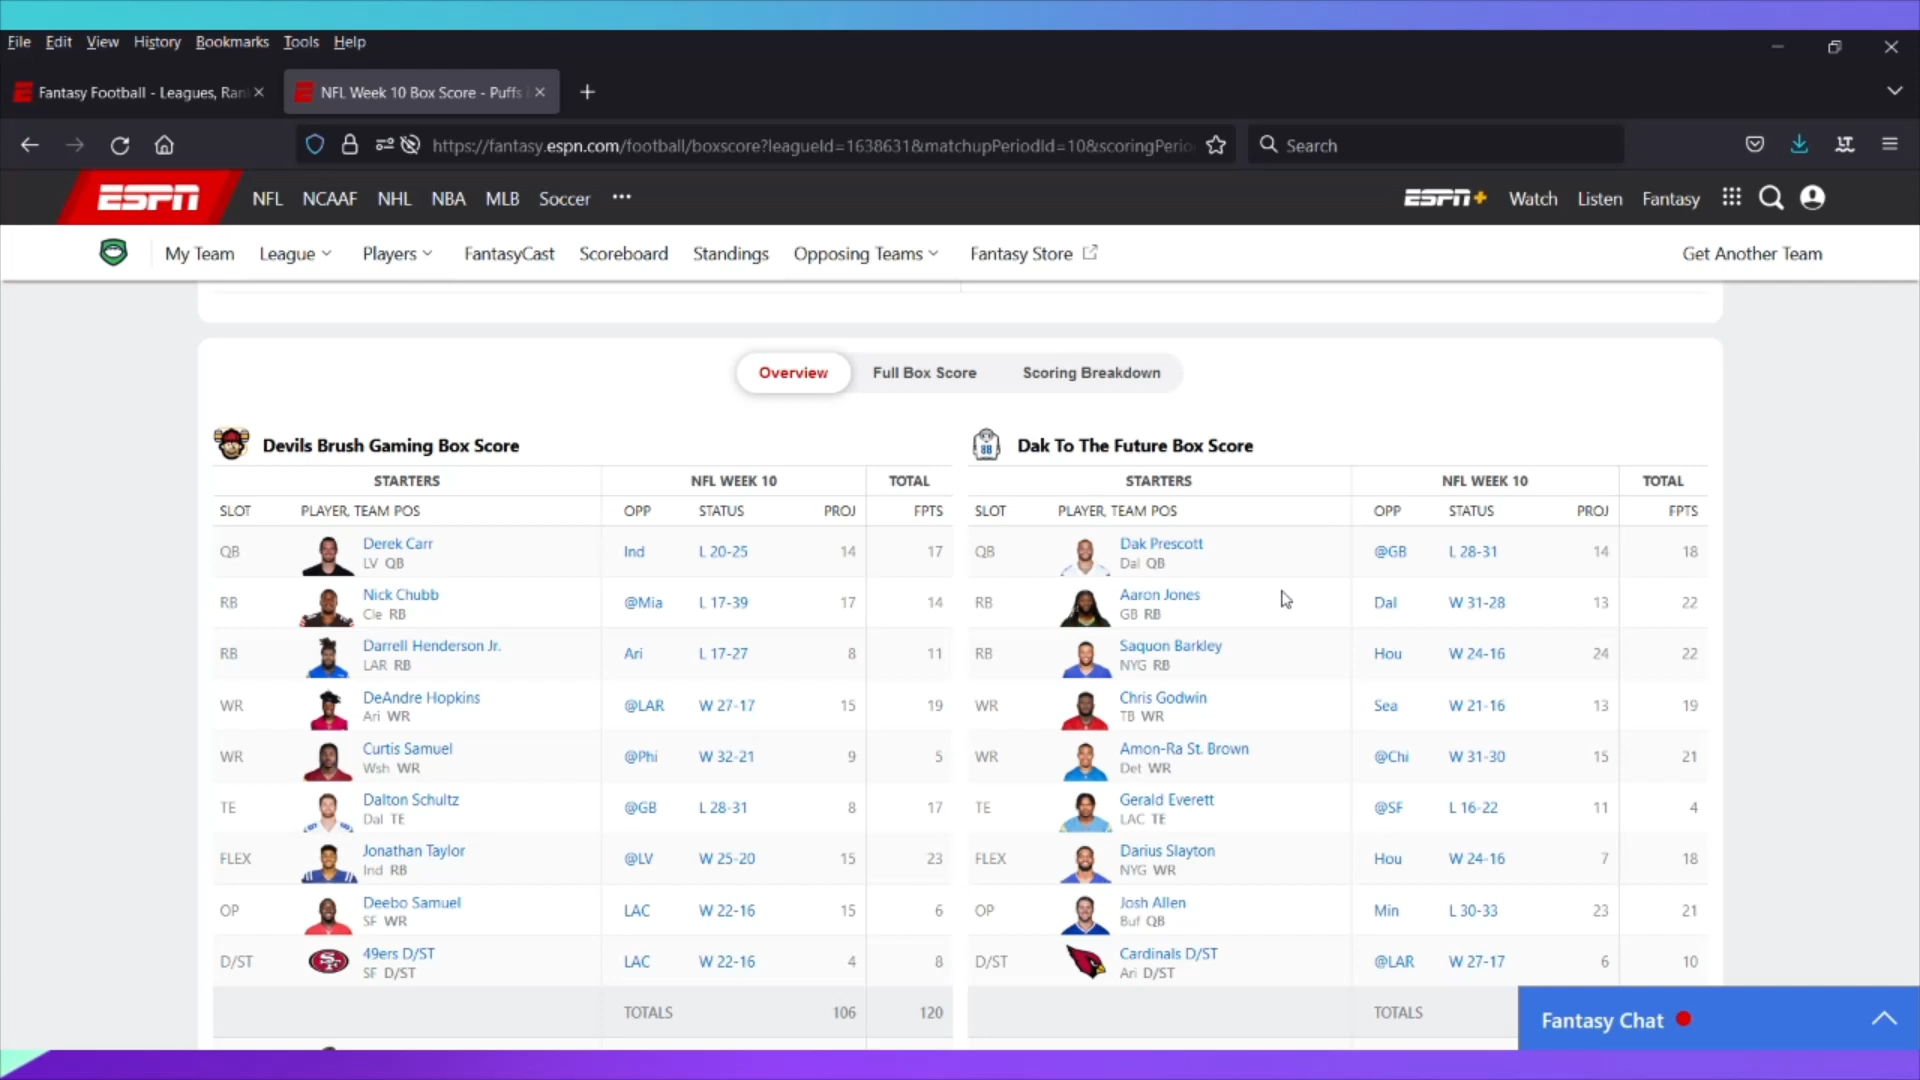 File Edit View History Bookmarks Tools Help
Fantasy Football - Leagues, Ran
NFL Week 10 Box Score - Puffs
https://fantasy.espn.com/football/boxscore?leagueId=1638631&matchupPeriodId=10&scoringPerio
Search
ESPN NFL NCAAF NHL NBA MLB Soccer ••• ESPN+ Watch Listen Fantasy
My Team League Players FantasyCast Scoreboard Standings Opposing Teams Fantasy Store Get Another Team
Overview Full Box Score Scoring Breakdown
Devils Brush Gaming Box Score
STARTERS NFL WEEK 10 TOTAL
SLOT PLAYER, TEAM POS OPP STATUS PROJ FPTS
QB Derek Carr LV QB Ind L 20-25 14 17
RB Nick Chubb Cle RB @Mia L 17-39 17 14
RB Darrell Henderson Jr. LAR RB Ari L 17-27 8 11
WR DeAndre Hopkins Ari WR @LAR W 27-17 15 19
WR Curtis Samuel Wsh WR @Phi W 32-21 9 5
TE Dalton Schultz Dal TE @GB L 28-31 8 17
FLEX Jonathan Taylor Ind RB @LV W 25-20 15 23
OP Deebo Samuel SF WR LAC W 22-16 15 6
D/ST 49ers D/ST SF D/ST LAC W 22-16 4 8
TOTALS 106 120
88 Dak To The Future Box Score
STARTERS NFL WEEK 10 TOTAL
SLOT PLAYER, TEAM POS OPP STATUS PROJ FPTS
QB Dak Prescott Dal QB @GB L 28-31 14 18
RB Aaron Jones GB RB Dal W 31-28 13 22
RB Saquon Barkley NYG RB Hou W 24-16 24 22
WR Chris Godwin TB WR Sea W 21-16 13 19
WR Amon-Ra St. Brown Det WR @Chi W 31-30 15 21
TE Gerald Everett LAC TE @SF L 16-22 11 4
FLEX Darius Slayton NYG WR Hou W 24-16 7 18
OP Josh Allen Buf QB Min L 30-33 23 21
D/ST Cardinals D/ST Ari D/ST @LAR W 27-17 6 10
TOTALS
Fantasy Chat